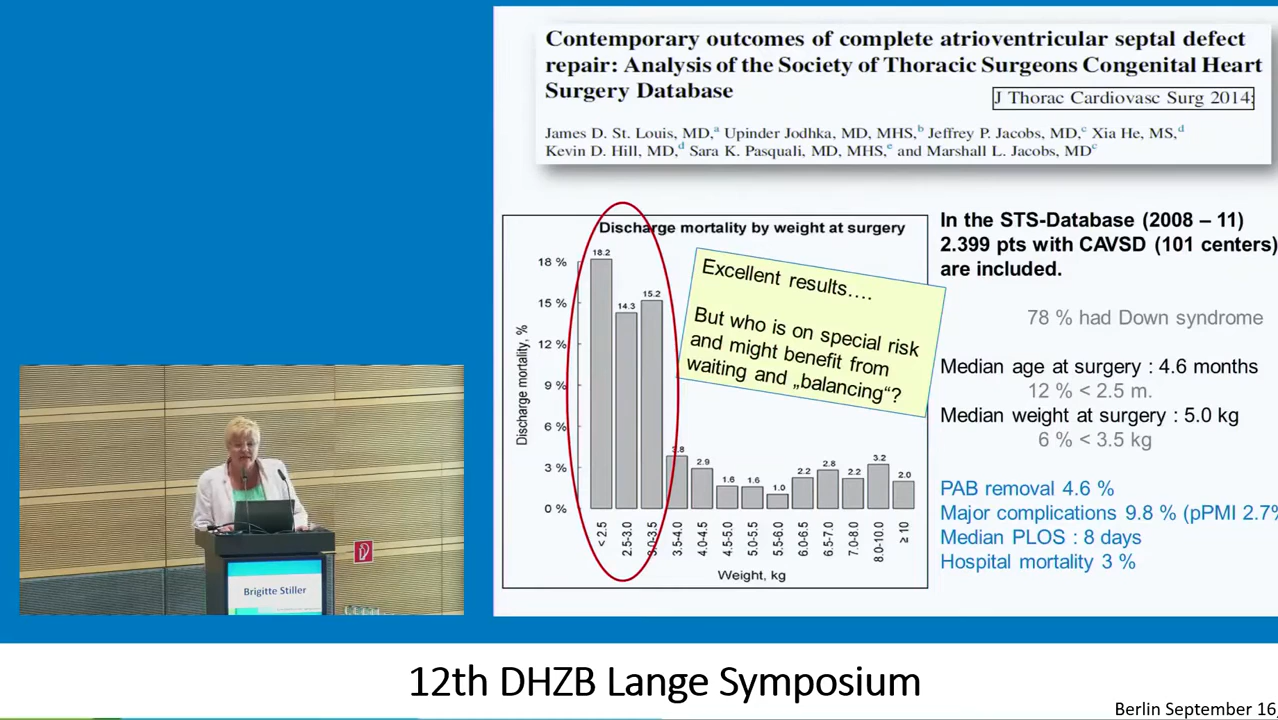 Contemporary outcomes of complete atrioventricular septal defect
repair: Analysis of the Society of Thoracic Surgeons Congenital Heart
Surgery Database
J Thorac Cardiovasc Surg 2014;
James D. St. Louis, MD,a Upinder Jodhka, MD, MHS,b Jeffrey P. Jacobs, MD,c Xia He, MS,d
Kevin D. Hill, MD,d Sara K. Pasquali, MD, MHS,e and Marshall L. Jacobs, MDc
Discharge mortality by weight at surgery
Discharge mortality, %
18 %
15 %
12 %
9 %
6 %
3 %
0 %
18.2
14.3
15.2
3.8
2.9
1.6
1.6
1.0
2.2
2.8
2.2
3.2
2.0
< 2.5
2.5-3.0
3.0-3.5
3.5-4.0
4.0-4.5
4.5-5.0
5.0-5.5
5.5-6.0
6.0-6.5
6.5-7.0
7.0-8.0
8.0-10.0
≥ 10
Weight, kg
Excellent results….
But who is on special risk
and might benefit from
waiting and „balancing“?
In the STS-Database (2008 – 11)
2.399 pts with CAVSD (101 centers)
are included.
78 % had Down syndrome
Median age at surgery : 4.6 months
12 % < 2.5 m.
Median weight at surgery : 5.0 kg
6 % < 3.5 kg
PAB removal 4.6 %
Major complications 9.8 % (pPMI 2.7%
Median PLOS : 8 days
Hospital mortality 3 %
Brigitte Stiller
12th DHZB Lange Symposium
Berlin September 16,